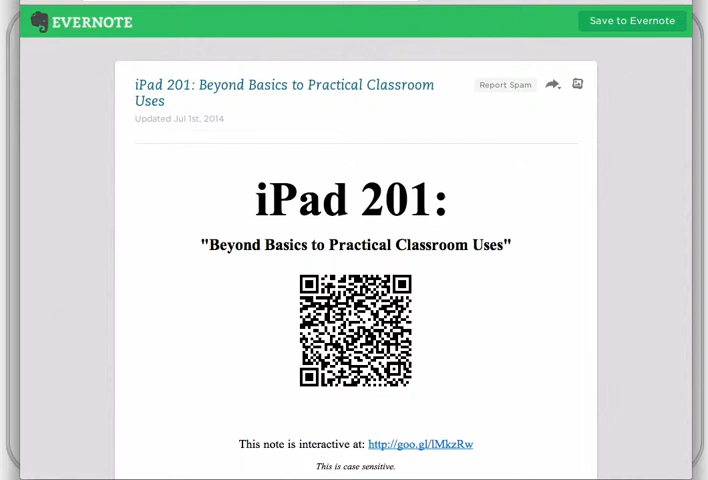 EVERNOTE
Save to Evernote
iPad 201: Beyond Basics to Practical Classroom
Uses
Report Spam
Updated Jul 1st, 2014
iPad 201:
"Beyond Basics to Practical Classroom Uses"
This note is interactive at: http://goo.gl/lMkzRw
This is case sensitive.